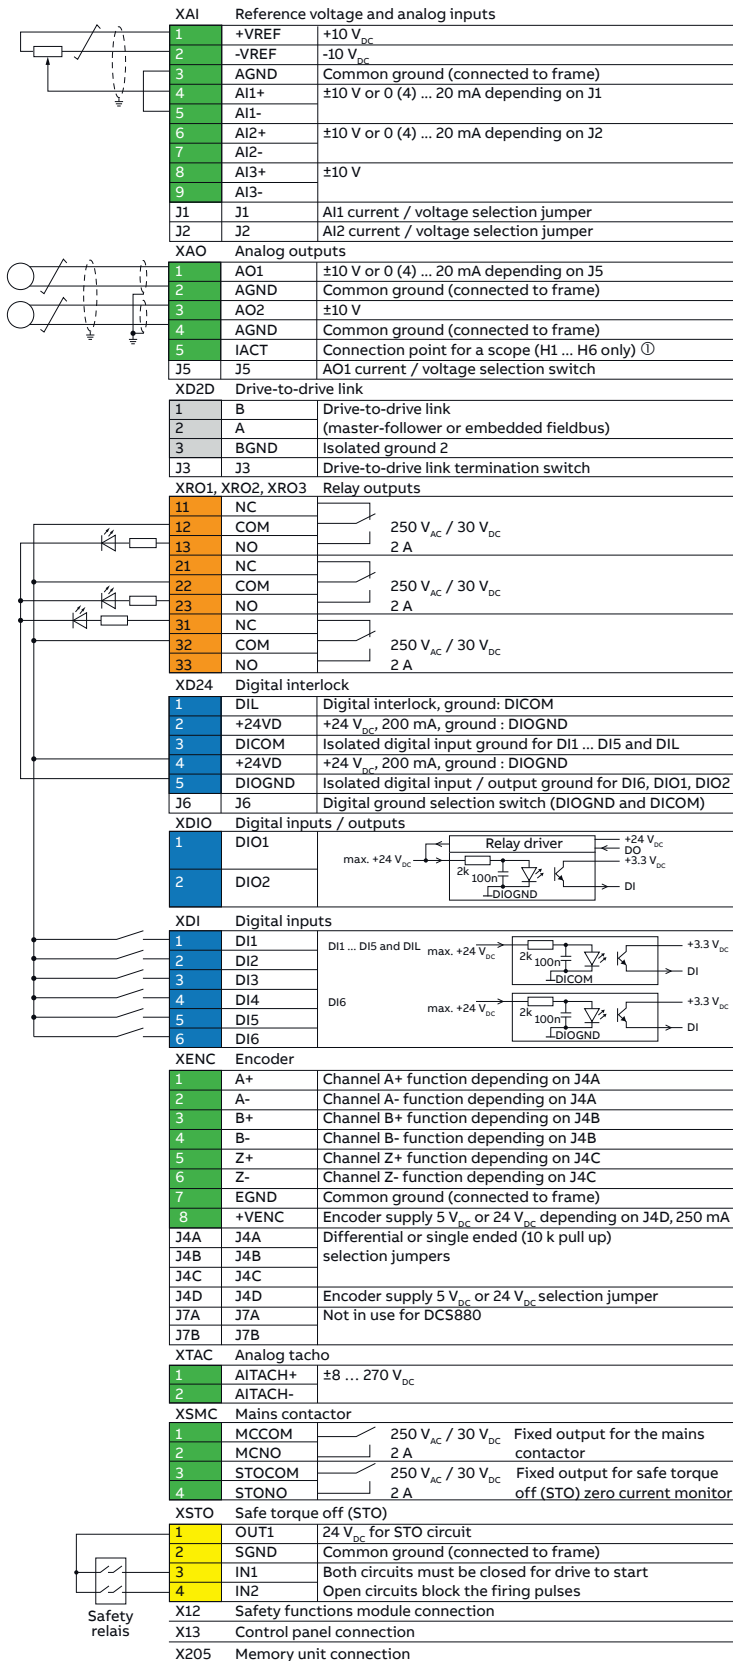 XAI Reference voltage and analog inputs
1 +VREF +10 VDC
2 -VREF -10 VDC
3 AGND Common ground (connected to frame)
4 AI1+ ±10 V or 0 (4) ... 20 mA depending on J1
5 AI1-
6 AI2+ ±10 V or 0 (4) ... 20 mA depending on J2
7 AI2-
8 AI3+ ±10 V
9 AI3-
J1 J1 AI1 current / voltage selection jumper
J2 J2 AI2 current / voltage selection jumper
XAO Analog outputs
1 AO1 ±10 V or 0 (4) ... 20 mA depending on J5
2 AGND Common ground (connected to frame)
3 AO2 ±10 V
4 AGND Common ground (connected to frame)
5 IACT Connection point for a scope (H1 ... H6 only) ①
J5 J5 AO1 current / voltage selection switch
XD2D Drive-to-drive link
1 B Drive-to-drive link
2 A (master-follower or embedded fieldbus)
3 BGND Isolated ground 2
J3 J3 Drive-to-drive link termination switch
XRO1, XRO2, XRO3 Relay outputs
11 NC
12 COM 250 VAC / 30 VDC
13 NO 2 A
21 NC
22 COM 250 VAC / 30 VDC
23 NO 2 A
31 NC
32 COM 250 VAC / 30 VDC
33 NO 2 A
XD24 Digital interlock
1 DIL Digital interlock, ground: DICOM
2 +24VD +24 VDC, 200 mA, ground : DIOGND
3 DICOM Isolated digital input ground for DI1 ... DI5 and DIL
4 +24VD +24 VDC, 200 mA, ground : DIOGND
5 DIOGND Isolated digital input / output ground for DI6, DIO1, DIO2
J6 J6 Digital ground selection switch (DIOGND and DICOM)
XDIO Digital inputs / outputs
1 DIO1 Relay driver +24 VDC
DO
max. +24 VDC +3.3 VDC
2k
100n
2 DIO2 DI
DIOGND
XDI Digital inputs
1 DI1 DI1 ... DI5 and DIL max. +24 VDC +3.3 VDC
2 DI2 2k 100n
3 DI3 DICOM DI
4 DI4 DI6 max. +24 VDC +3.3 VDC
5 DI5 2k 100n
6 DI6 DIOGND DI
XENC Encoder
1 A+ Channel A+ function depending on J4A
2 A- Channel A- function depending on J4A
3 B+ Channel B+ function depending on J4B
4 B- Channel B- function depending on J4B
5 Z+ Channel Z+ function depending on J4C
6 Z- Channel Z- function depending on J4C
7 EGND Common ground (connected to frame)
8 +VENC Encoder supply 5 VDC or 24 VDC depending on J4D, 250 mA
J4A J4A Differential or single ended (10 k pull up)
J4B J4B selection jumpers
J4C J4C
J4D J4D Encoder supply 5 VDC or 24 VDC selection jumper
J7A J7A Not in use for DCS880
J7B J7B
XTAC Analog tacho
1 AITACH+ ±8 ... 270 VDC
2 AITACH-
XSMC Mains contactor
1 MCCOM 250 VAC / 30 VDC Fixed output for the mains
2 MCNO 2 A contactor
3 STOCOM 250 VAC / 30 VDC Fixed output for safe torque
4 STONO 2 A off (STO) zero current monitor
XSTO Safe torque off (STO)
1 OUT1 24 VDC for STO circuit
2 SGND Common ground (connected to frame)
3 IN1 Both circuits must be closed for drive to start
4 IN2 Open circuits block the firing pulses
Safety
relais
X12 Safety functions module connection
X13 Control panel connection
X205 Memory unit connection